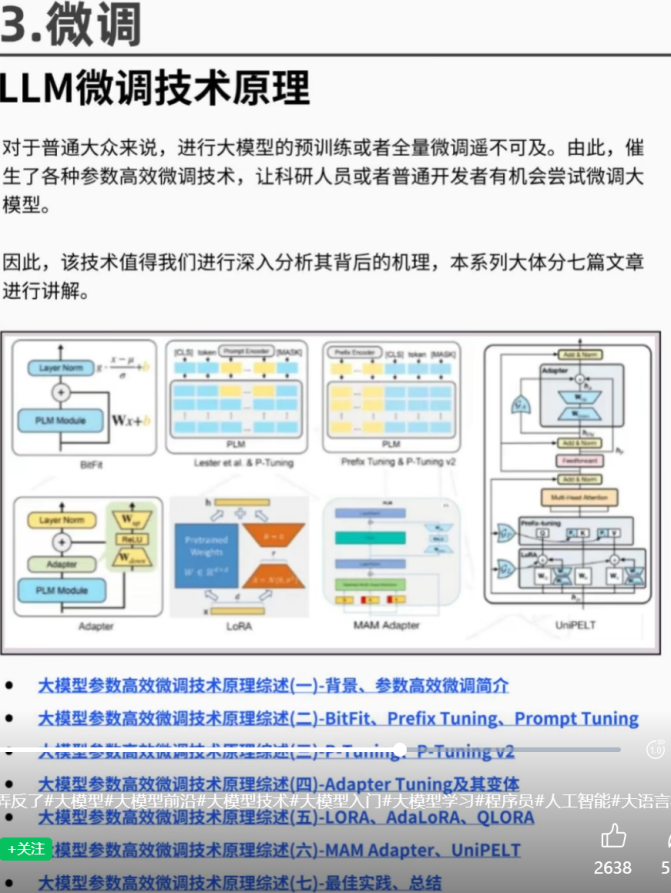 3.微调
LLM微调技术原理
对于普通大众来说，进行大模型的预训练或者全量微调遥不可及。由此，催
生了各种参数高效微调技术，让科研人员或者普通开发者有机会尝试微调大
模型。
因此，该技术值得我们进行深入分析其背后的机理，本系列大体分七篇文章
进行讲解。
Layer Norm
PLM Module
Wx+b
BitFit
[CLS] token Prompt Encoder [MASK]
PLM
Lester et al. & P-Tuning
Prefix Encoder [CLS] token [MASK]
PLM
Prefix Tuning & P-Tuning v2
Add & Norm
Adapter
Add & Norm
Feedforward
Add & Norm
Multi-Head Attention
Prefix-tuning
LoRA
UniPELT
Layer Norm
Adapter
PLM Module
W_up
ReLU
W_down
Adapter
h
Pretrained
Weights
r
d
x
LoRA
MAM Adapter
• 大模型参数高效微调技术原理综述(一)-背景、参数高效微调简介
• 大模型参数高效微调技术原理综述(二)-BitFit、Prefix Tuning、Prompt Tuning
• 大模型参数高效微调技术原理综述(三)-P-Tuning、P-Tuning v2
• 大模型参数高效微调技术原理综述(四)-Adapter Tuning及其变体
弄反了#大模型#大模型前沿#大模型技术#大模型入门#大模型学习#程序员#人工智能#大语言
• 大模型参数高效微调技术原理综述(五)-LORA、AdaLoRA、QLORA
+关注
模型参数高效微调技术原理综述(六)-MAM Adapter、UniPELT
2638
• 大模型参数高效微调技术原理综述(七)-最佳实践、总结
1.0